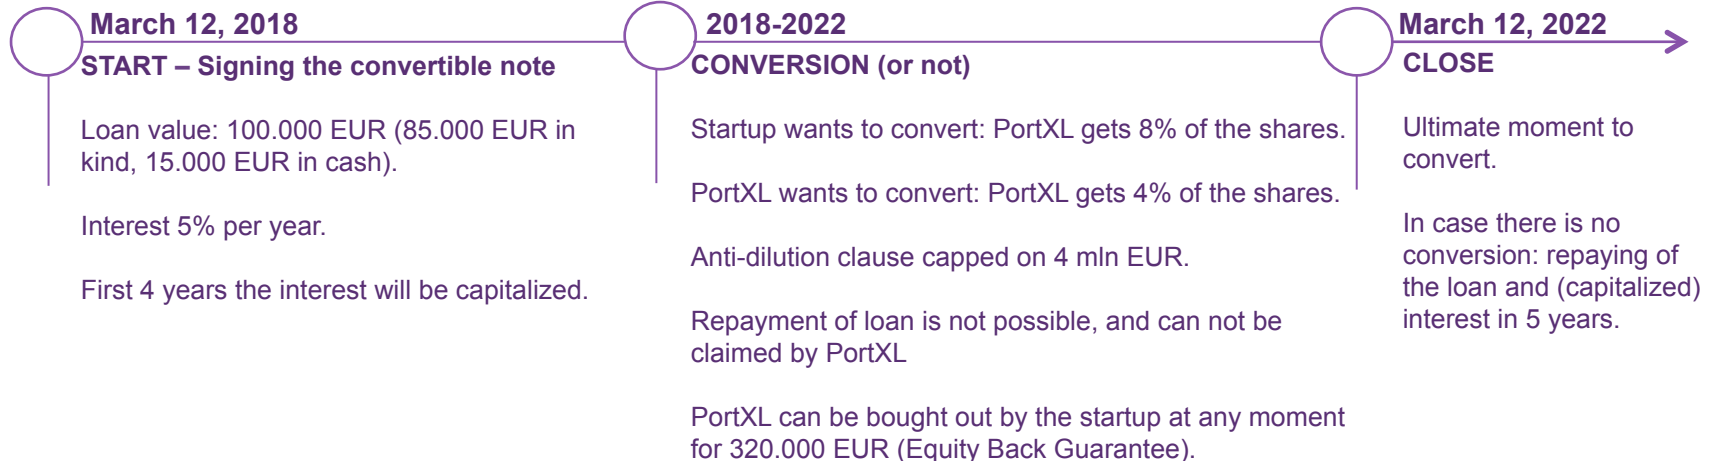 March 12, 2018
START – Signing the convertible note
Loan value: 100.000 EUR (85.000 EUR in
kind, 15.000 EUR in cash).
Interest 5% per year.
First 4 years the interest will be capitalized.
2018-2022
CONVERSION (or not)
Startup wants to convert: PortXL gets 8% of the shares.
PortXL wants to convert: PortXL gets 4% of the shares.
Anti-dilution clause capped on 4 mln EUR.
Repayment of loan is not possible, and can not be
claimed by PortXL
PortXL can be bought out by the startup at any moment
for 320.000 EUR (Equity Back Guarantee).
March 12, 2022
CLOSE
Ultimate moment to
convert.
In case there is no
conversion: repaying of
the loan and (capitalized)
interest in 5 years.